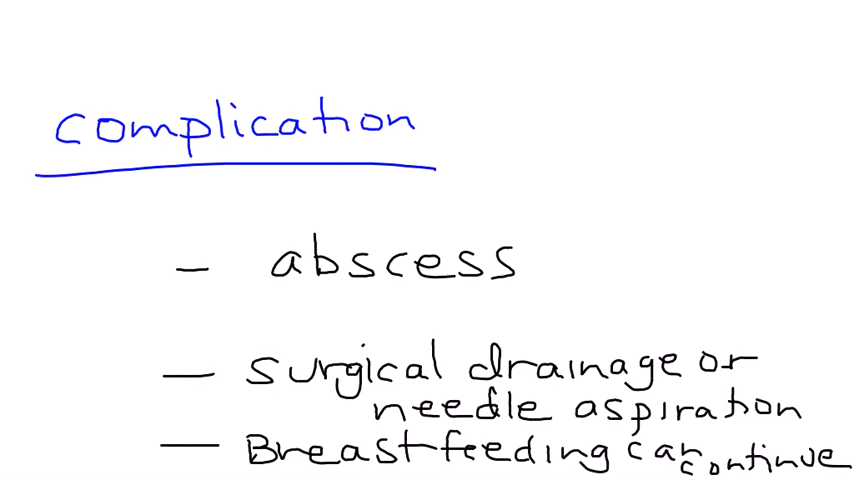 complication
- abscess
- surgical drainage or
needle aspiration
- Breastfeeding can continue